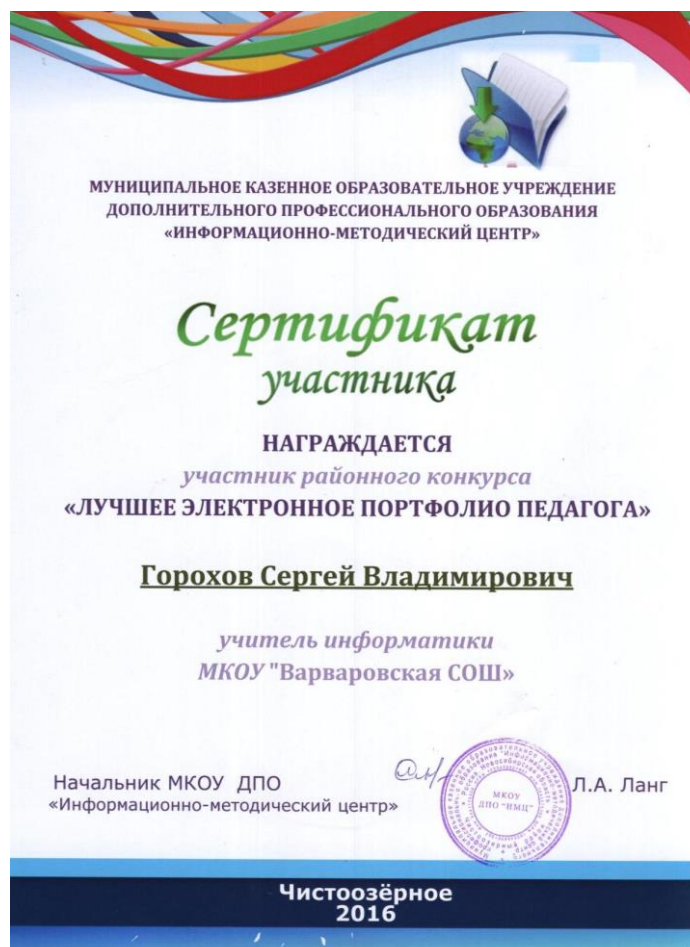 МУНИЦИПАЛЬНОЕ КАЗЕННОЕ ОБРАЗОВАТЕЛЬНОЕ УЧРЕЖДЕНИЕ
ДОПОЛНИТЕЛЬНОГО ПРОФЕССИОНАЛЬНОГО ОБРАЗОВАНИЯ
«ИНФОРМАЦИОННО-МЕТОДИЧЕСКИЙ ЦЕНТР»
Сертификат
участника
НАГРАЖДАЕТСЯ
участник районного конкурса
«ЛУЧШЕЕ ЭЛЕКТРОННОЕ ПОРТФОЛИО ПЕДАГОГА»
Горохов Сергей Владимирович
учитель информатики
МКОУ "Варваровская СОШ»
Начальник МКОУ ДПО
«Информационно-методический центр»
МКОУ
ДПО "ИМЦ"
Л.А. Ланг
Чистоозёрное
2016